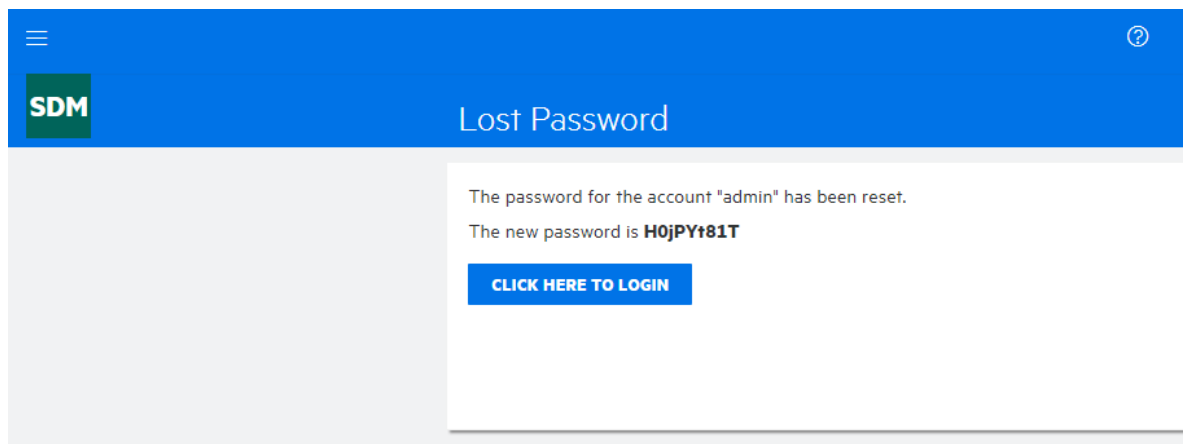 SDM
Lost Password
The password for the account "admin" has been reset.
The new password is H0jPYt81T
CLICK HERE TO LOGIN